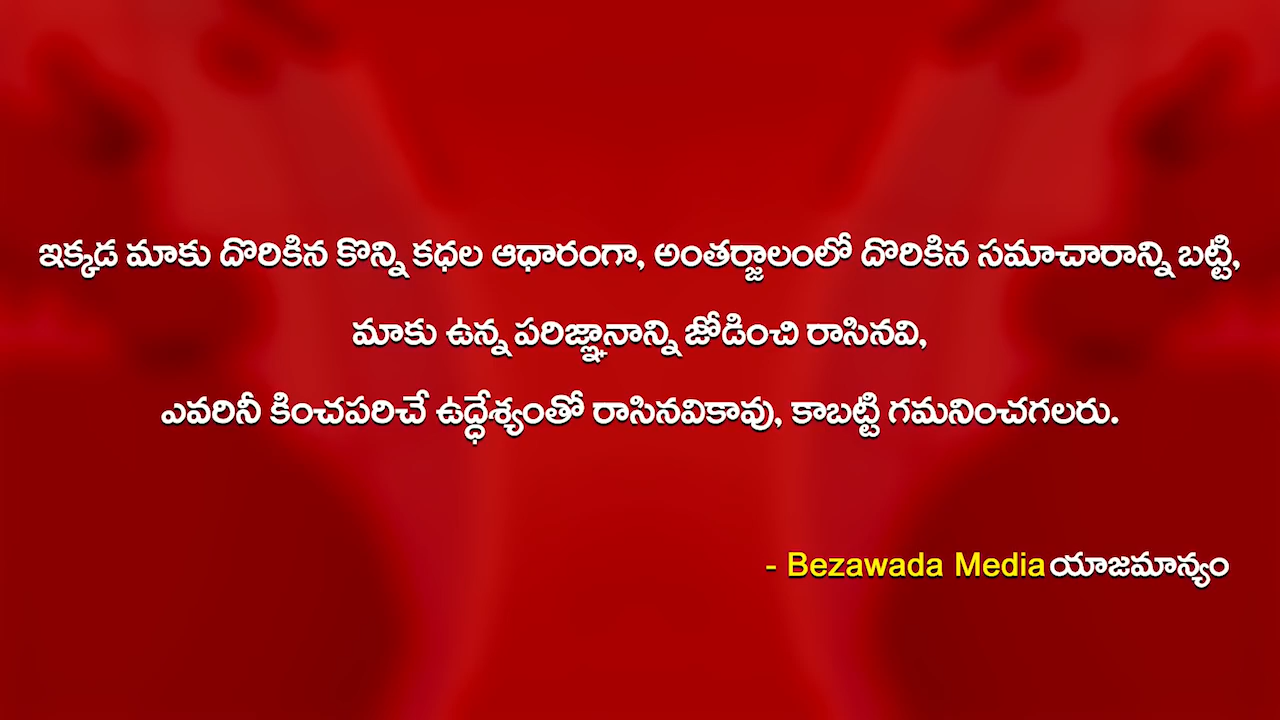 ఇక్కడ మాకు దొరికిన కొన్ని కధల ఆధారంగా, అంతర్జాలంలో దొరికిన సమాచారాన్ని బట్టి,
మాకు ఉన్న పరిజ్ఞానాన్ని జోడించి రాసినవి,
ఎవరినీ కించపరిచే ఉద్ధేశ్యంతో రాసినవికావు, కాబట్టి గమనించగలరు.
- Bezawada Media యాజమాన్యం